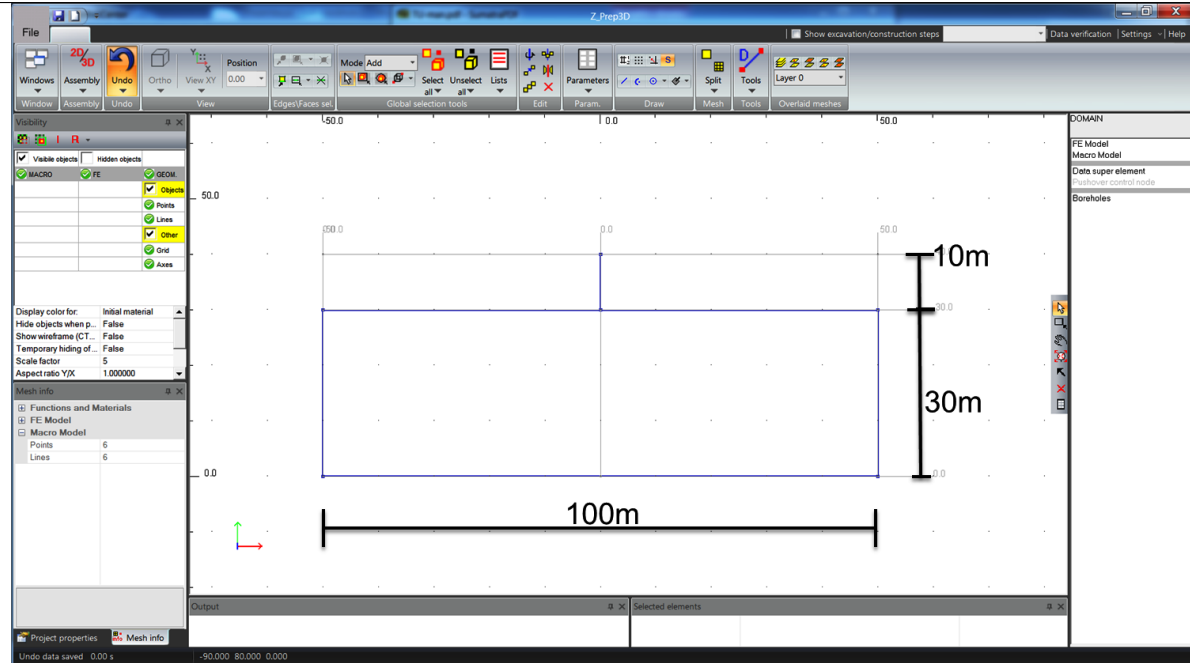 Z_Prep3D
File
Show excavation/construction steps
Data verification | Settings | Help
Windows
Assembly
Undo
Ortho
View XY
Position
0.00
Mode Add
Select all
Unselect all
Lists
Parameters
Split
Tools
Layer 0
Window
Assembly
Undo
View
Edges\Faces sel.
Global selection tools
Edit
Param.
Draw
Mesh
Tools
Overlaid meshes
Visibility
Visibile objects
Hidden objects
MACRO
FE
GEOM.
Objects
Points
Lines
Other
Grid
Axes
Display color for: Initial material
Hide objects when p... False
Show wireframe (CT... False
Temporary hiding of... False
Scale factor 5
Aspect ratio Y/X 1.000000
Mesh info
Functions and Materials
FE Model
Macro Model
Points 6
Lines 6
Project properties
Mesh info
Undo data saved 0.00 s
-90.000 80.000 0.000
-50.0
0.0
50.0
50.0
0.0
0.0
50.0
30.0
0.0
0.0
10m
30m
100m
Output
Selected elements
DOMAIN
FE Model
Macro Model
Data super element
Pushover control node
Boreholes